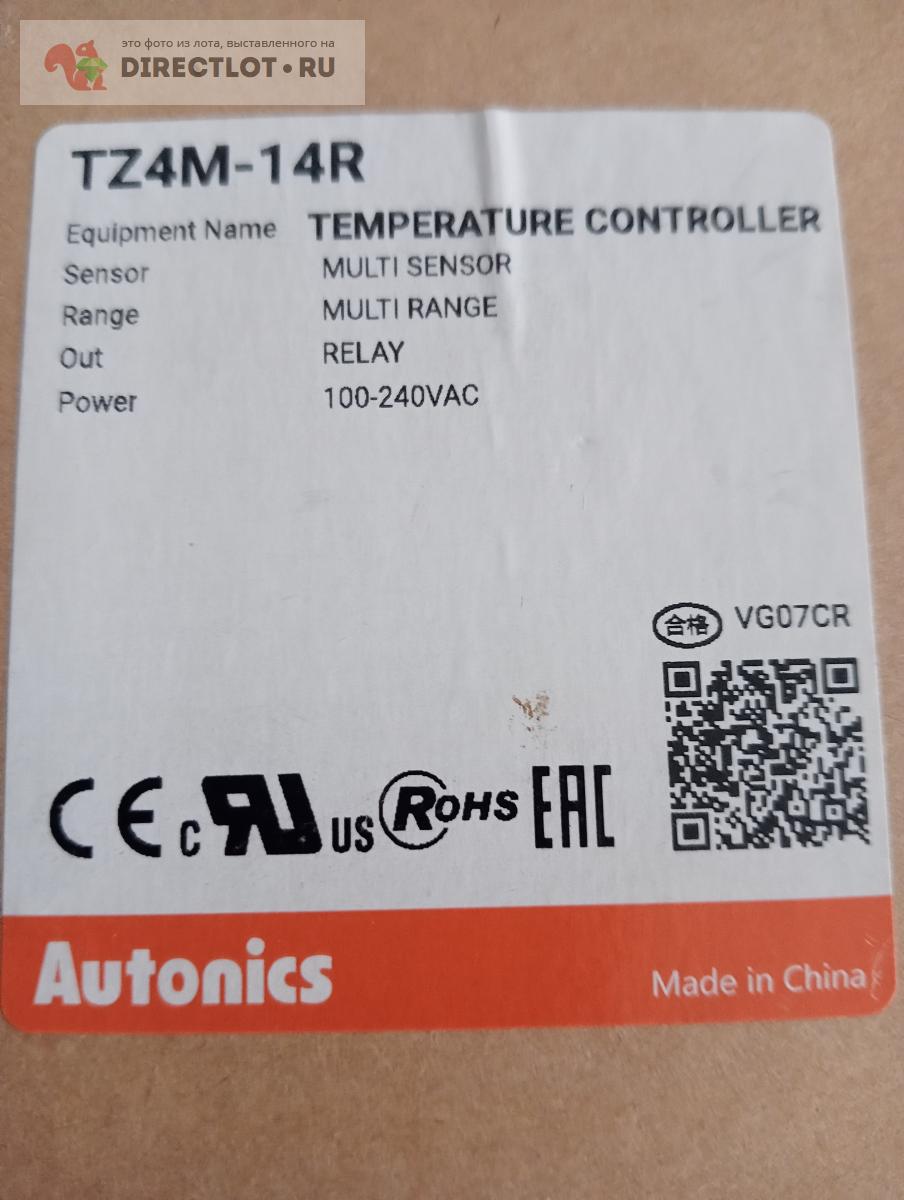 это фото из лота, выставленного на
DIRECTLOT•RU
TZ4M-14R
Equipment Name TEMPERATURE CONTROLLER
Sensor MULTI SENSOR
Range MULTI RANGE
Out RELAY
Power 100-240VAC
合格 VG07CR
CE c RU US RoHS EAC
Autonics Made in China